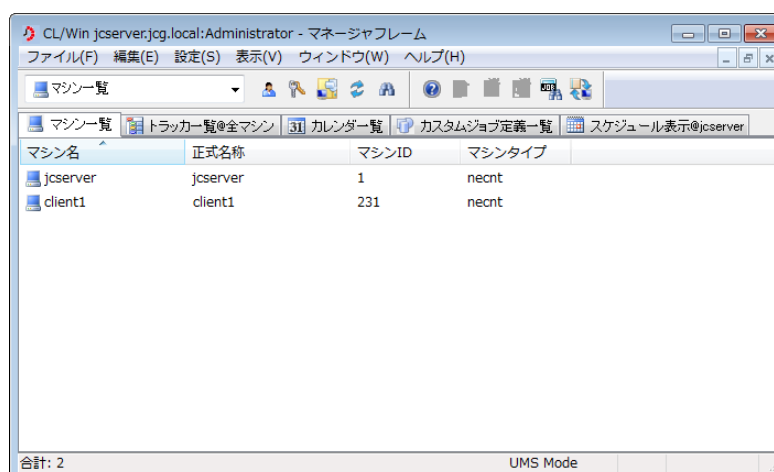 CL/Win jcserver.jcg.local:Administrator - マネージャフレーム
ファイル(F) 編集(E) 設定(S) 表示(V) ウィンドウ(W) ヘルプ(H)
マシン一覧
マシン一覧 トラッカ一覧@全マシン 31 カレンダ一覧 カスタムジョブ定義一覧 スケジュール表示@jcserver
マシン名 正式名称 マシンID マシンタイプ
jcserver jcserver 1 necnt
client1 client1 231 necnt
合計: 2 UMS Mode